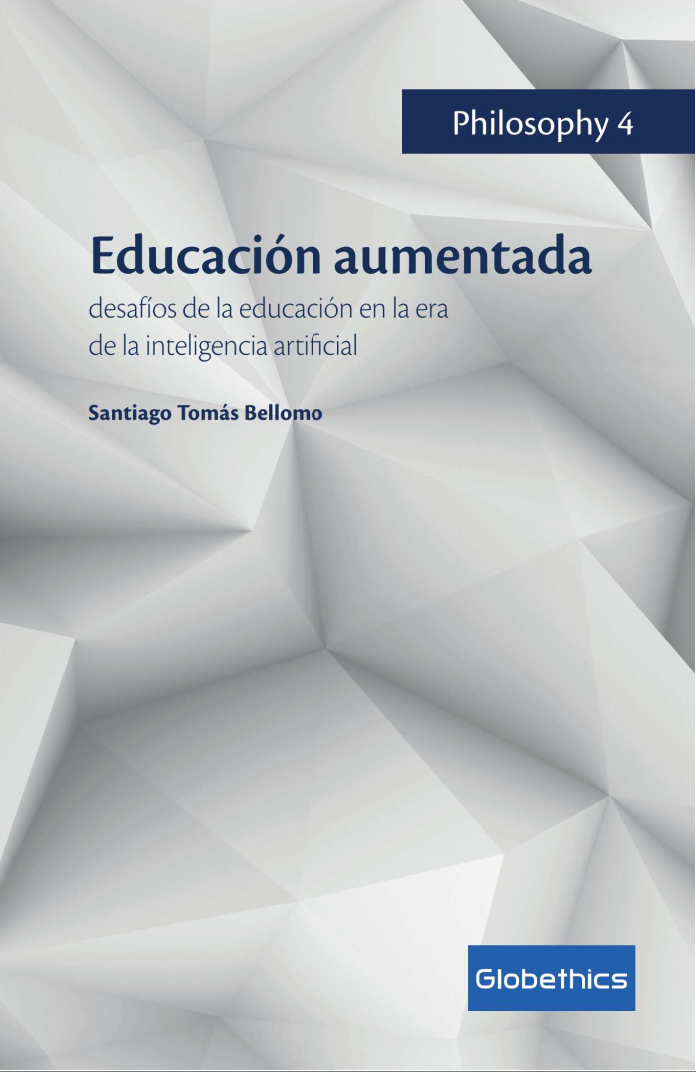 Philosophy 4
Educación aumentada
desafíos de la educación en la era
de la inteligencia artificial
Santiago Tomás Bellomo
Globethics